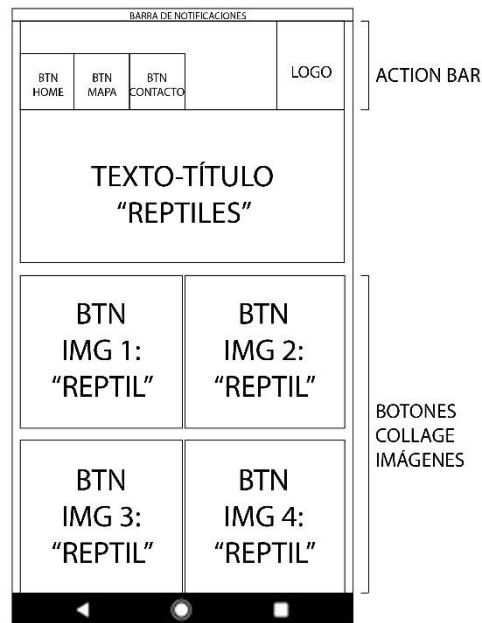 BARRA DE NOTIFICACIONES
BTN
HOME
BTN
MAPA
BTN
CONTACTO
LOGO
ACTION BAR
TEXTO-TÍTULO
“REPTILES”
BTN
IMG 1:
“REPTIL”
BTN
IMG 2:
“REPTIL”
BOTONES
COLLAGE
IMÁGENES
BTN
IMG 3:
“REPTIL”
BTN
IMG 4:
“REPTIL”